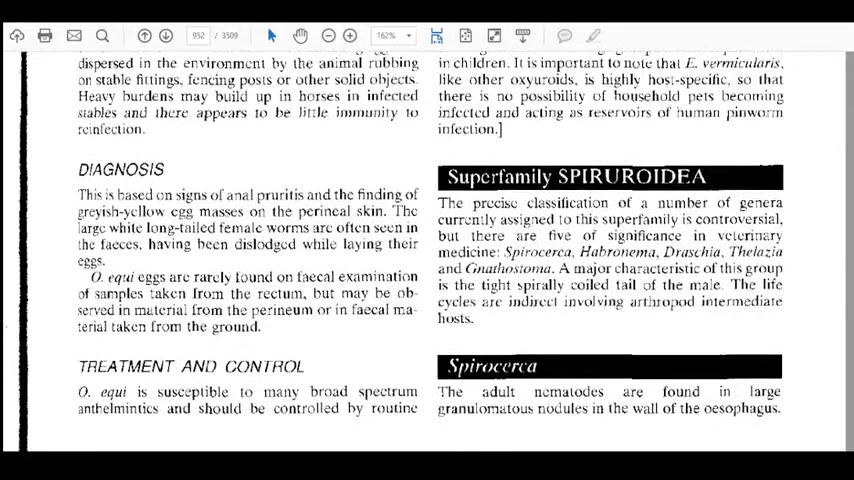 952 / 3509
162%
dispersed in the environment by the animal rubbing
on stable fittings, fencing posts or other solid objects.
Heavy burdens may build up in horses in infected
stables and there appears to be little immunity to
reinfection.
DIAGNOSIS
This is based on signs of anal pruritis and the finding of
greyish-yellow egg masses on the perineal skin. The
large white long-tailed female worms are often seen in
the faeces, having been dislodged while laying their
eggs.
O. equi eggs are rarely found on faecal examination
of samples taken from the rectum, but may be ob-
served in material from the perineum or in faecal ma-
terial taken from the ground.
TREATMENT AND CONTROL
O. equi is susceptible to many broad spectrum
anthelmintics and should be controlled by routine
in children. It is important to note that E. vermicularis,
like other oxyuroids, is highly host-specific, so that
there is no possibility of household pets becoming
infected and acting as reservoirs of human pinworm
infection.]
Superfamily SPIRUROIDEA
The precise classification of a number of genera
currently assigned to this superfamily is controversial,
but there are five of significance in veterinary
medicine: Spirocerca, Habronema, Draschia, Thelazia
and Gnathostoma. A major characteristic of this group
is the tight spirally coiled tail of the male. The life
cycles are indirect involving arthropod intermediate
hosts.
Spirocerca
The adult nematodes are found in large
granulomatous nodules in the wall of the oesophagus.